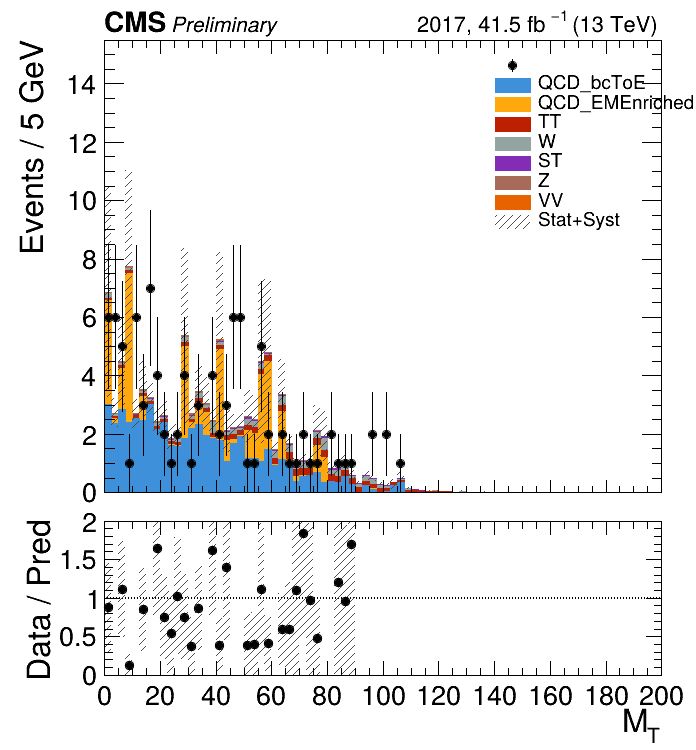 CMS Preliminary 2017, 41.5 fb⁻¹ (13 TeV)
Events / 5 GeV
14
12
10
8
6
4
2
0
QCD_bcToE
QCD_EMEnriched
TT
W
ST
Z
VV
Stat+Syst
Data / Pred
2
1.5
1
0.5
0
0 20 40 60 80 100 120 140 160 180 200
M_T